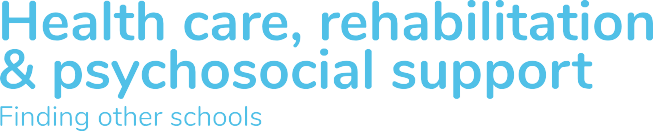 Health care, rehabilitation
& psychosocial support
Finding other schools